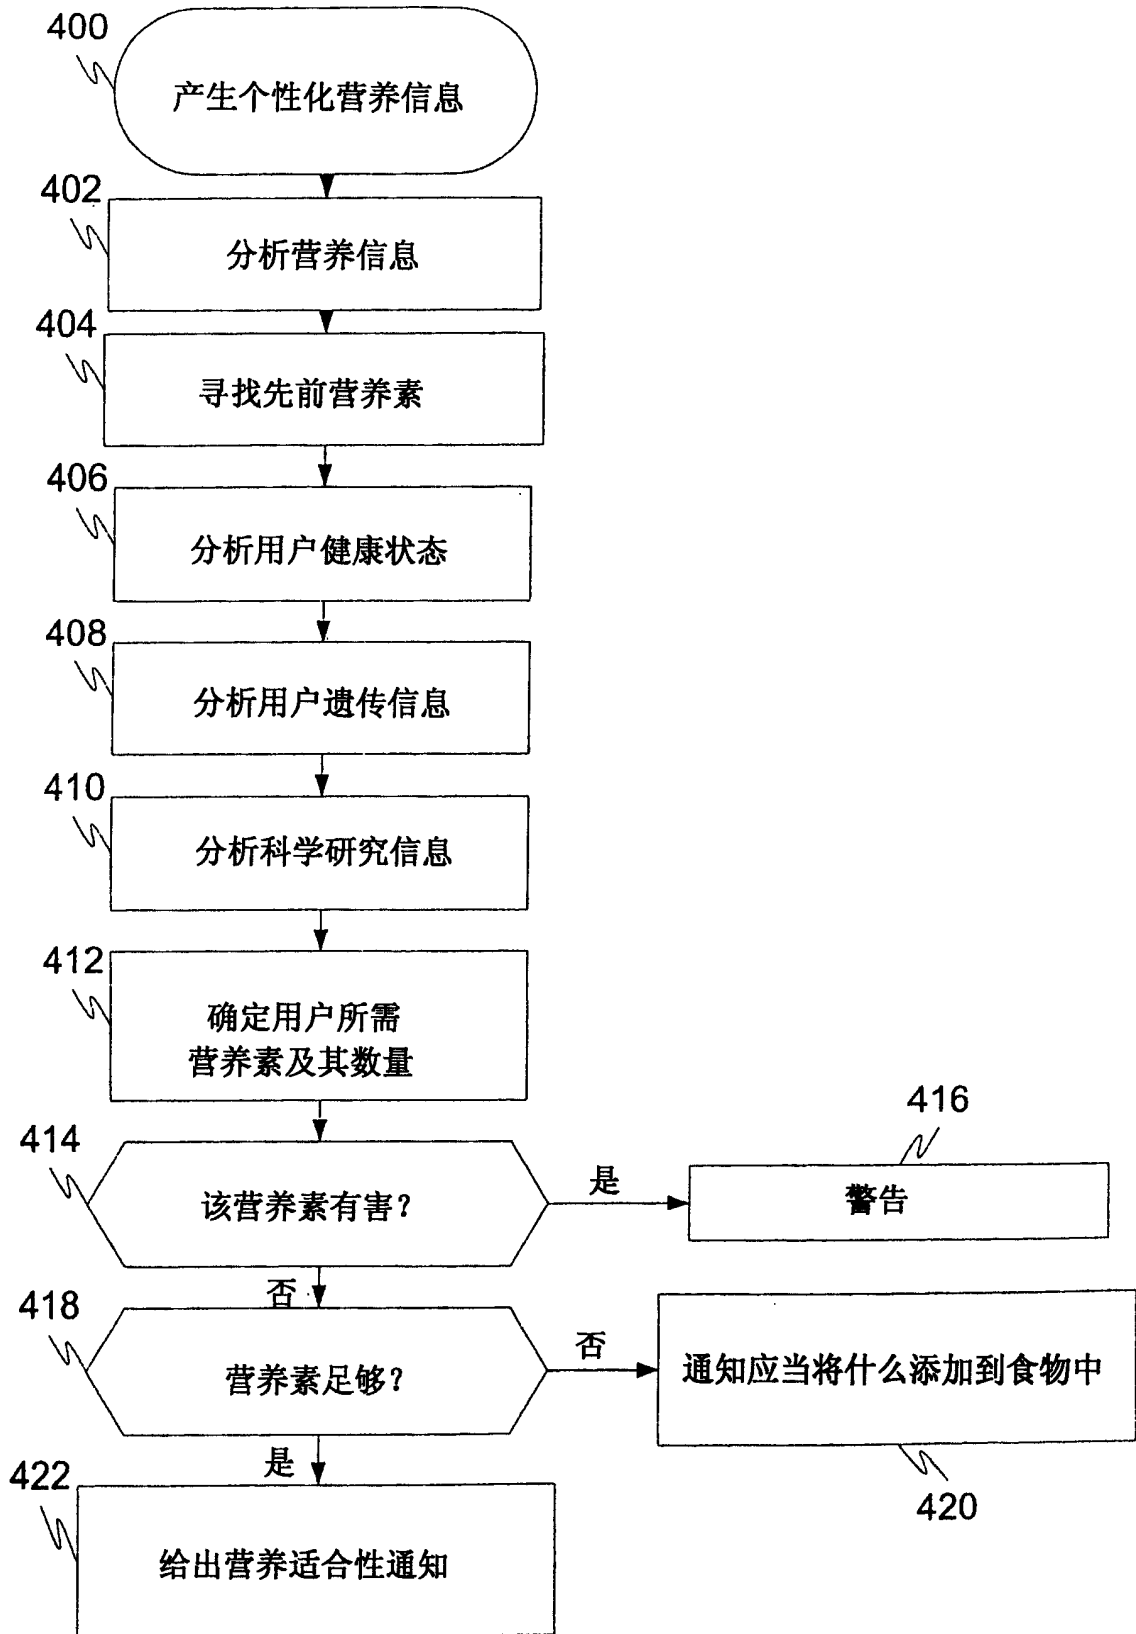 400
产生个性化营养信息
402
分析营养信息
404
寻找先前营养素
406
分析用户健康状态
408
分析用户遗传信息
410
分析科学研究信息
412
确定用户所需
营养素及其数量
414
该营养素有害?
是
416
警告
否
418
营养素足够?
否
通知应当将什么添加到食物中
420
是
422
给出营养适合性通知